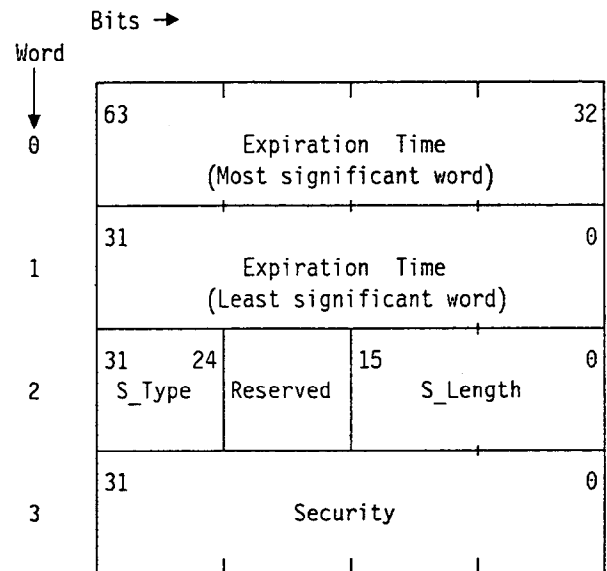 Bits →
Word
0
63 32
Expiration Time
(Most significant word)
1
31 0
Expiration Time
(Least significant word)
2
31 24 15 0
S_Type Reserved S_Length
3
31 0
Security